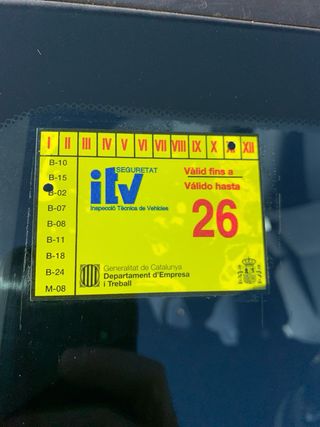 I II III IV V VI VII VIII IX X XI XII
B-10
B-15
B-02
B-07
B-08
B-11
B-18
B-24
M-08
SEGURETAT
itv
Inspecció Tècnica de Vehicles
Vàlid fins a
Válido hasta
26
Generalitat de Catalunya
Departament d'Empresa
i Treball